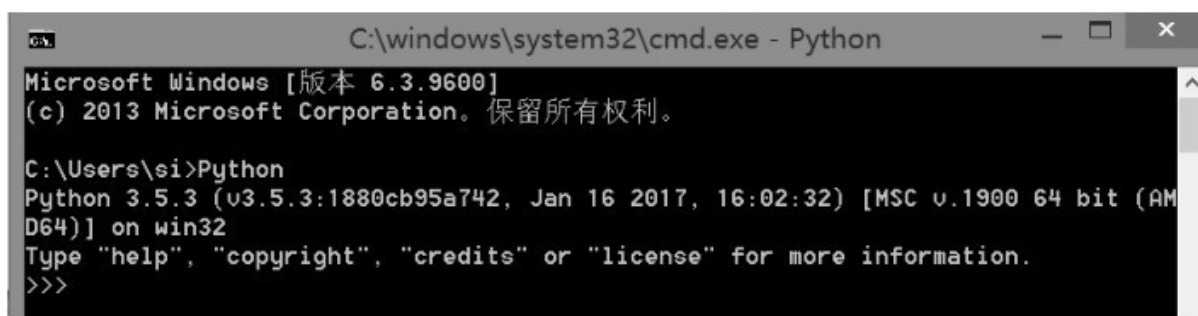 C:\windows\system32\cmd.exe - Python
Microsoft Windows [版本 6.3.9600]
(c) 2013 Microsoft Corporation。保留所有权利。
C:\Users\si>Python
Python 3.5.3 (v3.5.3:1880cb95a742, Jan 16 2017, 16:02:32) [MSC v.1900 64 bit (AM
D64)] on win32
Type "help", "copyright", "credits" or "license" for more information.
>>>